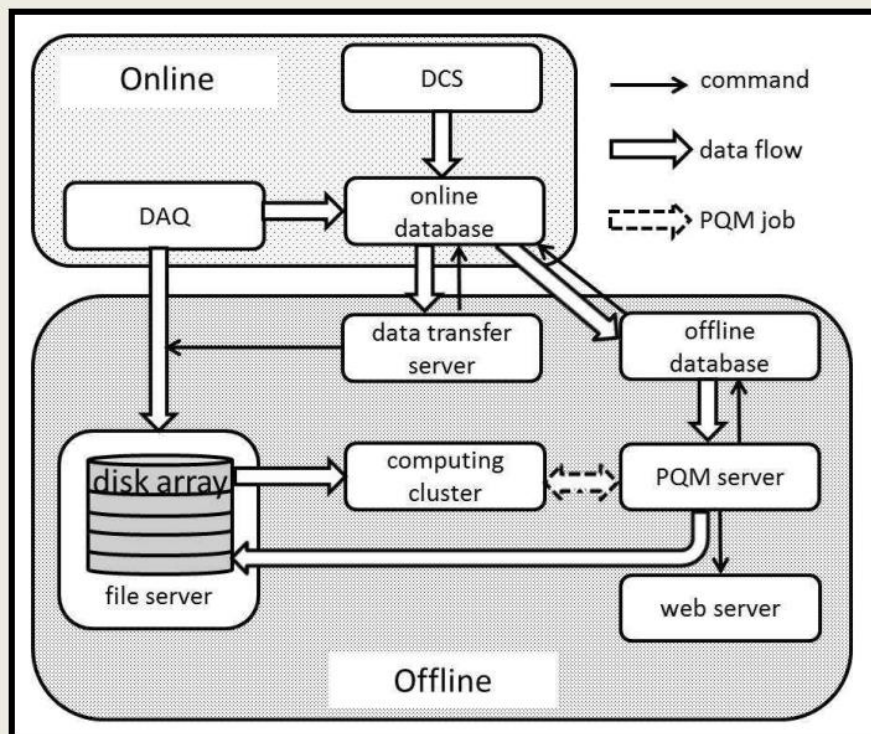 Online
DCS
command
data flow
DAQ
online
database
PQM job
data transfer
server
offline
database
disk array
computing
cluster
PQM server
file server
web server
Offline